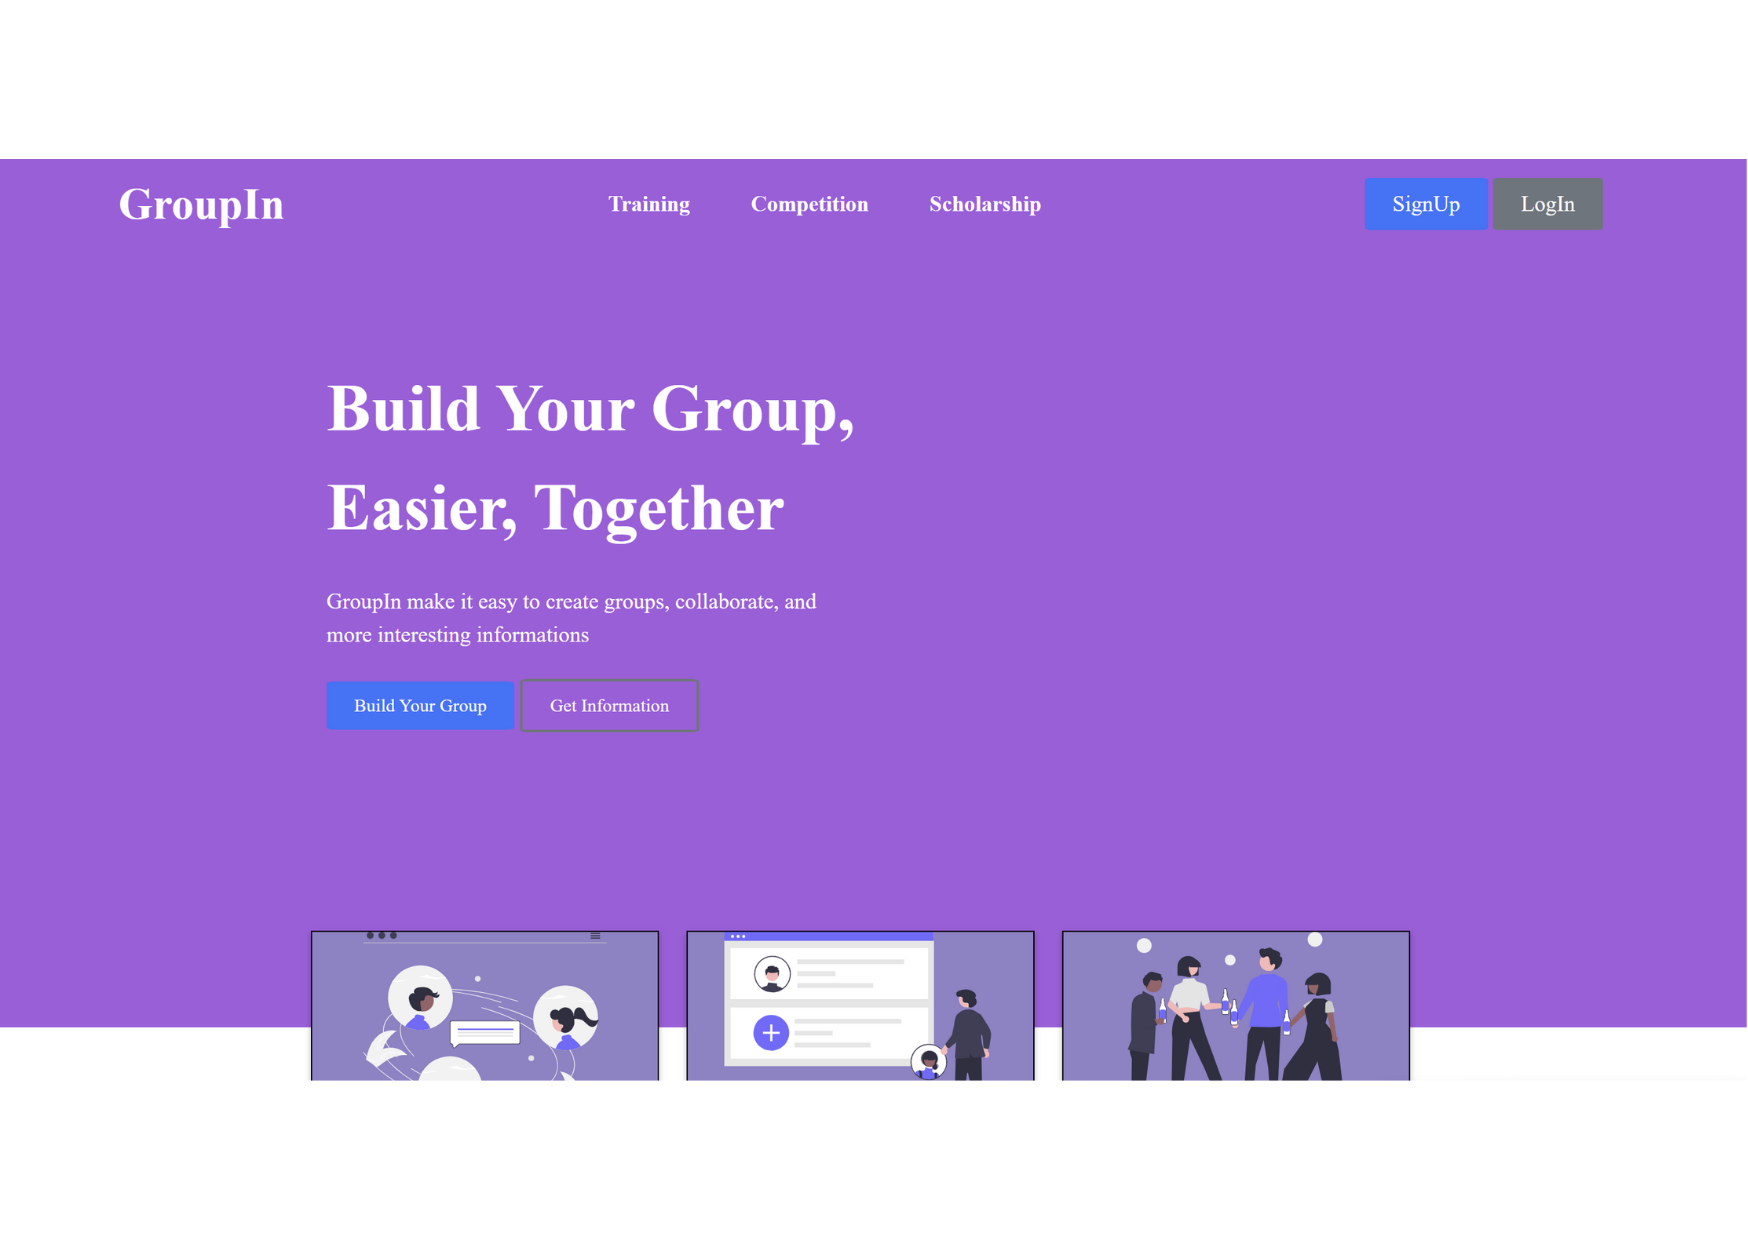 GroupIn
Training Competition Scholarship
SignUp LogIn
Build Your Group,
Easier, Together
GroupIn make it easy to create groups, collaborate, and
more interesting informations
Build Your Group Get Information